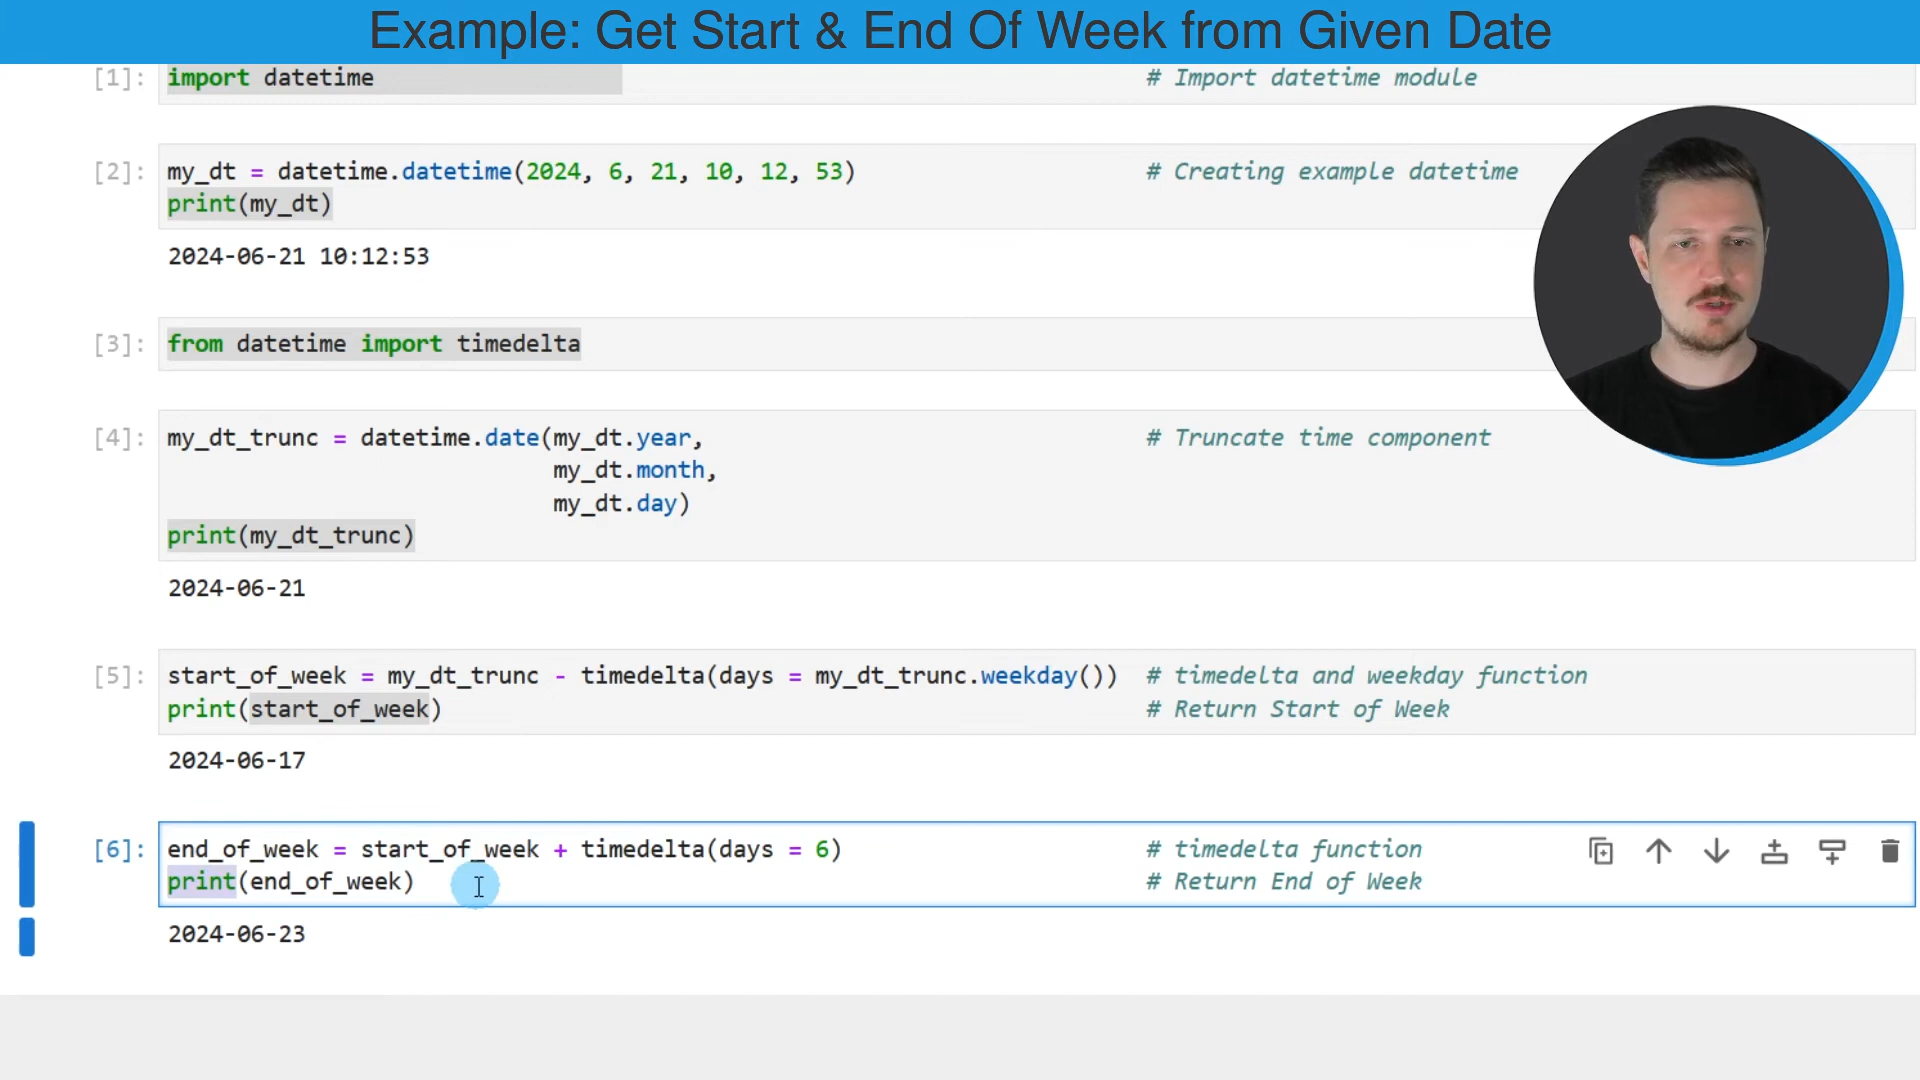 Example: Get Start & End Of Week from Given Date
[1]: import datetime # Import datetime module
[2]: my_dt = datetime.datetime(2024, 6, 21, 10, 12, 53) # Creating example datetime
print(my_dt)
2024-06-21 10:12:53
[3]: from datetime import timedelta
[4]: my_dt_trunc = datetime.date(my_dt.year, # Truncate time component
my_dt.month,
my_dt.day)
print(my_dt_trunc)
2024-06-21
[5]: start_of_week = my_dt_trunc - timedelta(days = my_dt_trunc.weekday()) # timedelta and weekday function
print(start_of_week) # Return Start of Week
2024-06-17
[6]: end_of_week = start_of_week + timedelta(days = 6) # timedelta function
print(end_of_week) # Return End of Week
2024-06-23